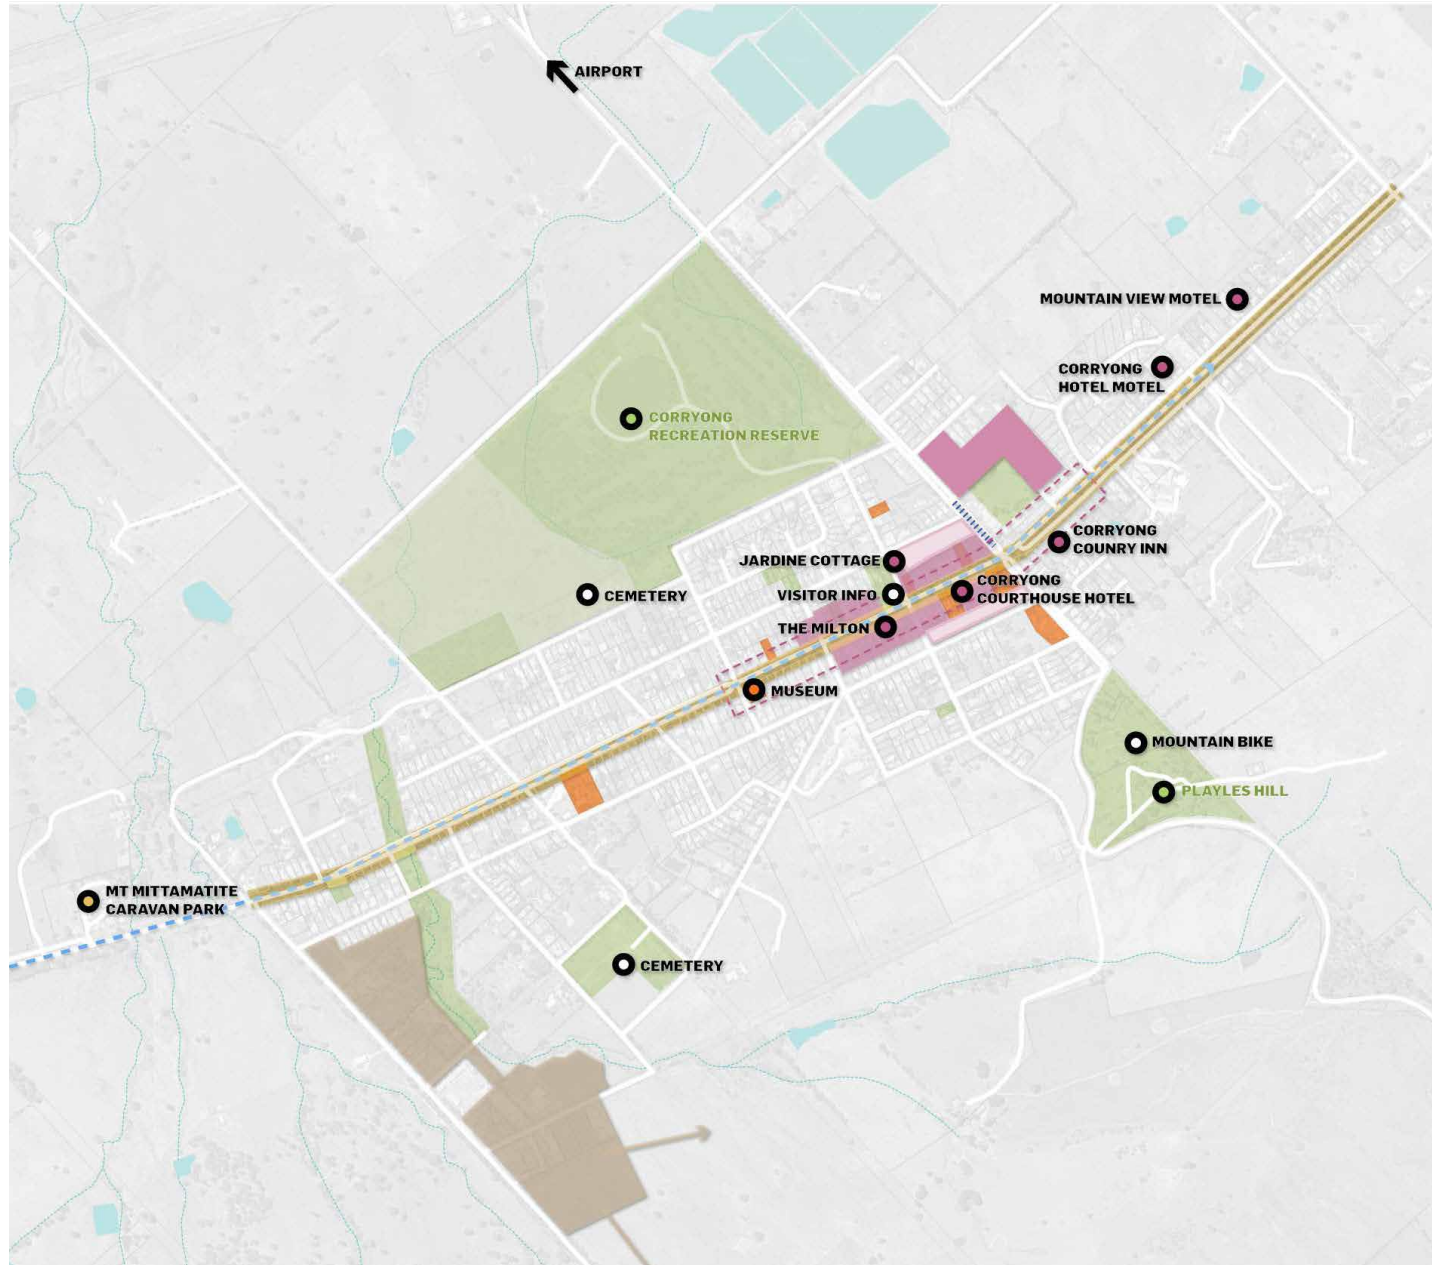 AIRPORT
MOUNTAIN VIEW MOTEL
CORRYONG
HOTEL MOTEL
CORRYONG
RECREATION RESERVE
CORRYONG
COUNRY INN
JARDINE COTTAGE
CORRYONG
COURTHOUSE HOTEL
CEMETERY
VISITOR INFO
THE MILTON
MUSEUM
MOUNTAIN BIKE
PLAYLES HILL
MT MITTAMATITE
CARAVAN PARK
CEMETERY